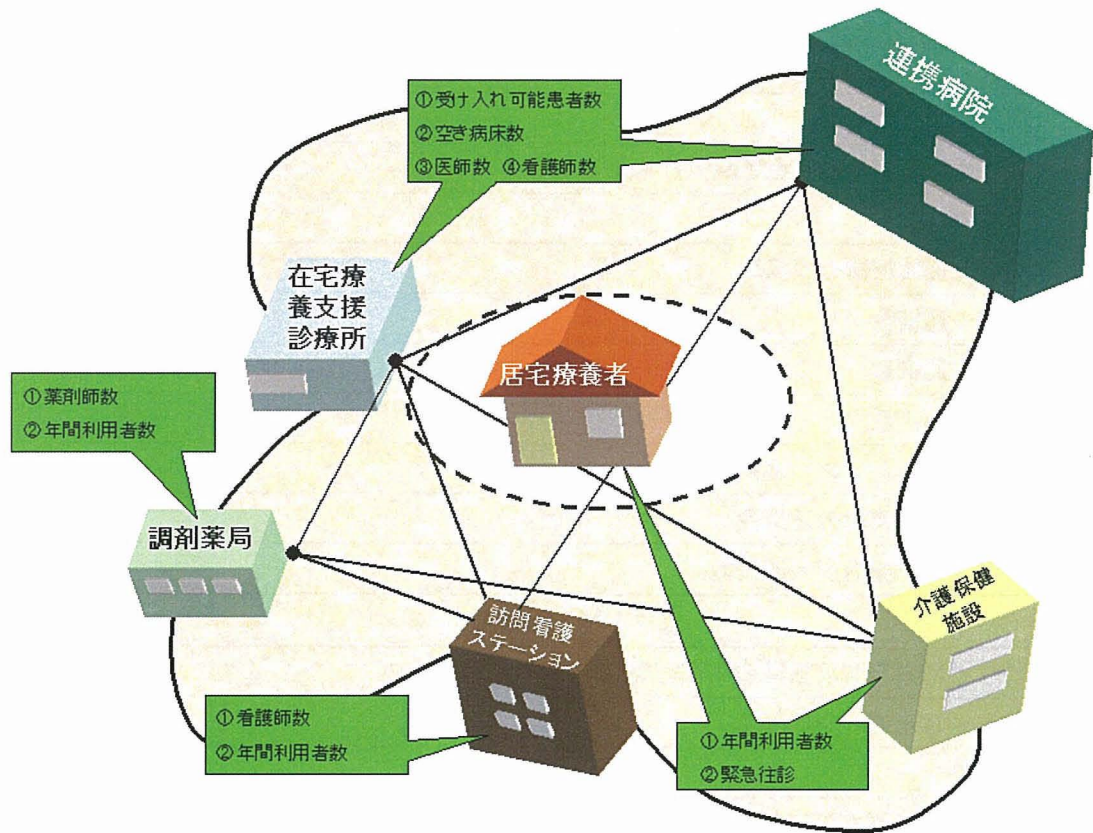 連携病院
①受け入れ可能患者数
②空き病床数
③医師数 ④看護師数
在宅療
養支援
診療所
居宅療養者
①薬剤師数
②年間利用者数
調剤薬局
訪問看護
ステーション
介護保健
施設
①看護師数
②年間利用者数
①年間利用者数
②緊急往診